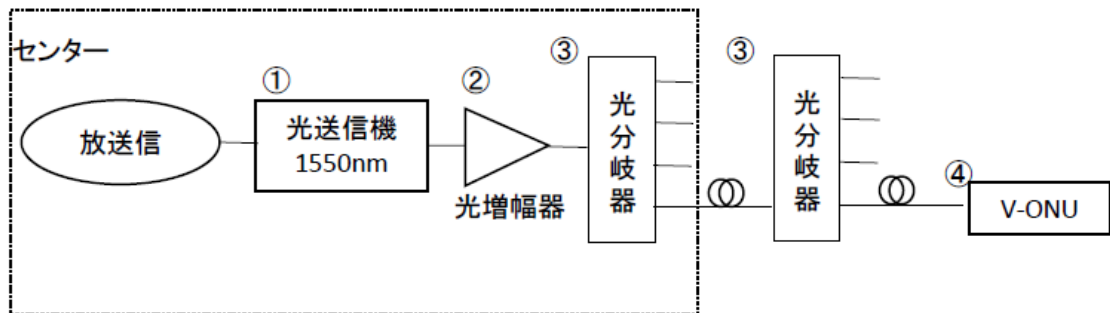 センター
①
②
③
③
④
放送信
光送信機
1550nm
光増幅器
光分岐器
光分岐器
V-ONU